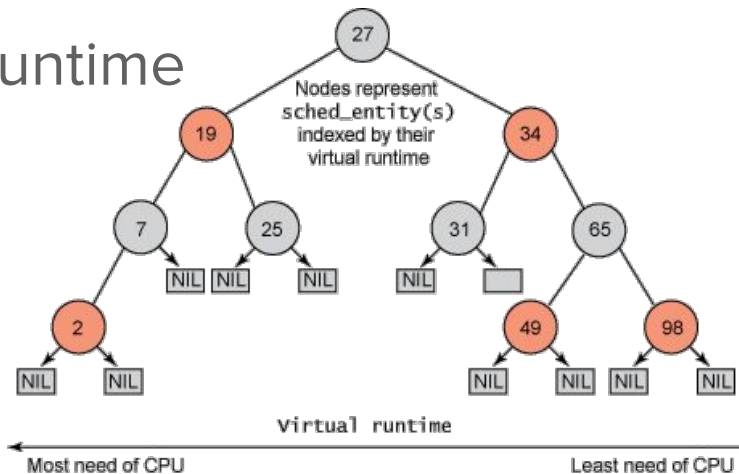 27
untime
Nodes represent
sched_entity(s)
indexed by their
virtual runtime
19
34
7
25
31
65
NIL NIL NIL NIL
2
49
98
NIL NIL NIL NIL NIL NIL
Virtual runtime
Most need of CPU Least need of CPU